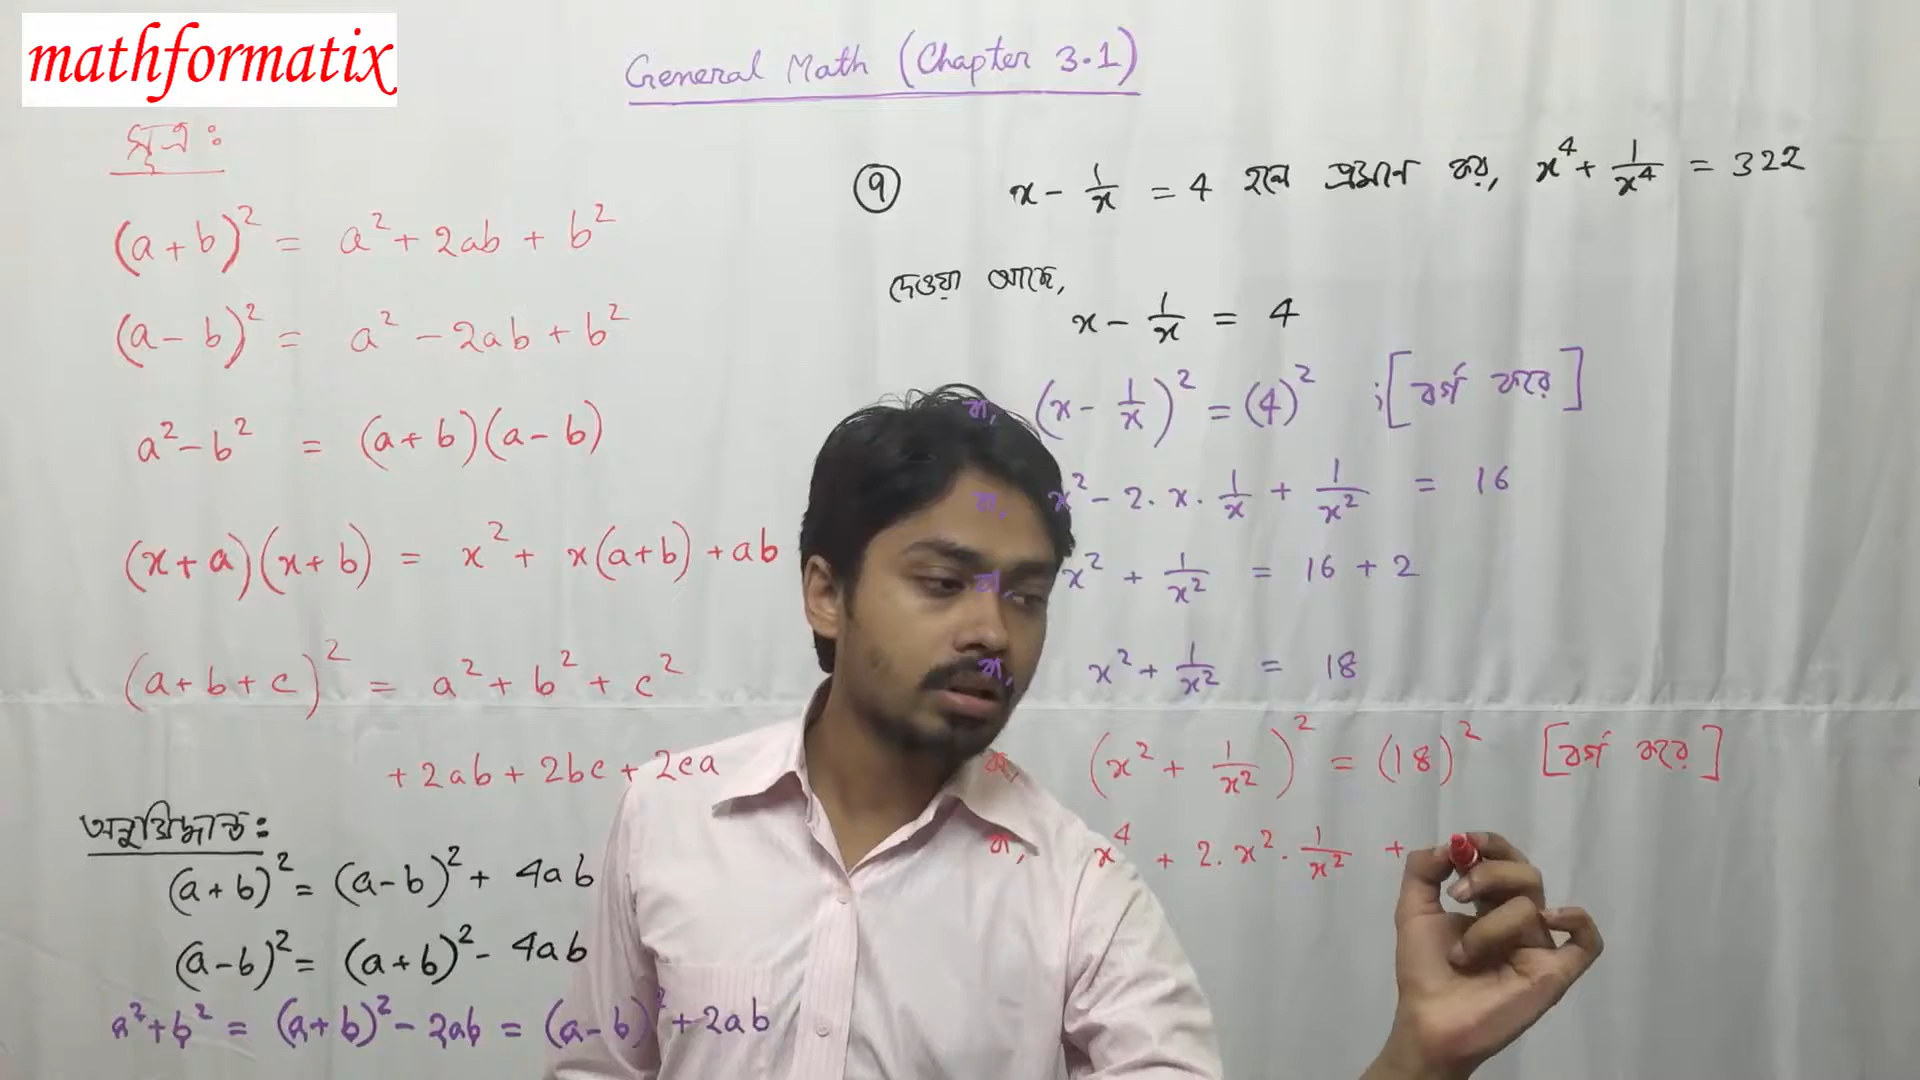 mathformatix
General Math (Chapter 3.1)
সূত্র:
(a+b)² = a² + 2ab + b²
(a-b)² = a² - 2ab + b²
a² - b² = (a+b)(a-b)
(x+a)(x+b) = x² + x(a+b) + ab
(a+b+c)² = a² + b² + c²
+ 2ab + 2bc + 2ca
অনুসিদ্ধান্ত:
(a+b)² = (a-b)² + 4ab
(a-b)² = (a+b)² - 4ab
a² + b² = (a+b)² - 2ab = (a-b)² + 2ab
৭ x - 1/x = 4 হলে প্রমাণ কর, x⁴ + 1/x⁴ = 322
দেওয়া আছে,
x - 1/x = 4
বা, (x - 1/x)² = (4)² ; [বর্গ করে]
বা, x² - 2·x·1/x + 1/x² = 16
বা, x² + 1/x² = 16 + 2
বা, x² + 1/x² = 18
বা, (x² + 1/x²)² = (18)² [বর্গ করে]
বা, x⁴ + 2·x²·1/x² +